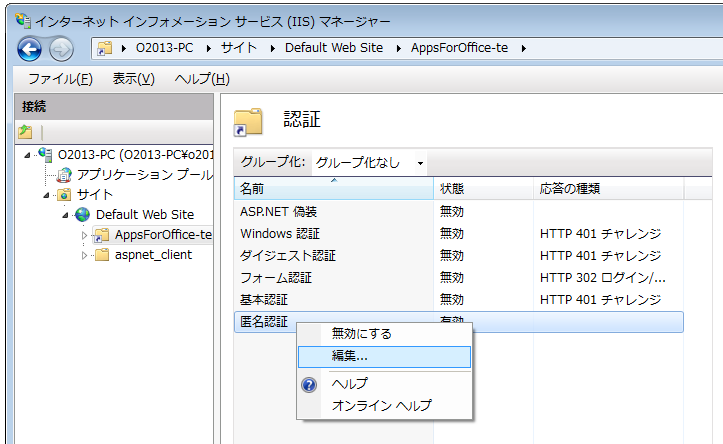 インターネット インフォメーション サービス (IIS) マネージャー
O2013-PC サイト Default Web Site AppsForOffice-te
ファイル(F) 表示(V) ヘルプ(H)
接続
O2013-PC (O2013-PC¥o201
アプリケーション プール
サイト
Default Web Site
AppsForOffice-te
aspnet_client
認証
グループ化: グループ化なし
名前 状態 応答の種類
ASP.NET 偽装 無効
Windows 認証 無効 HTTP 401 チャレンジ
ダイジェスト認証 無効 HTTP 401 チャレンジ
フォーム認証 無効 HTTP 302 ログイン/...
基本認証 無効 HTTP 401 チャレンジ
匿名認証 有効
無効にする
編集...
ヘルプ
オンライン ヘルプ